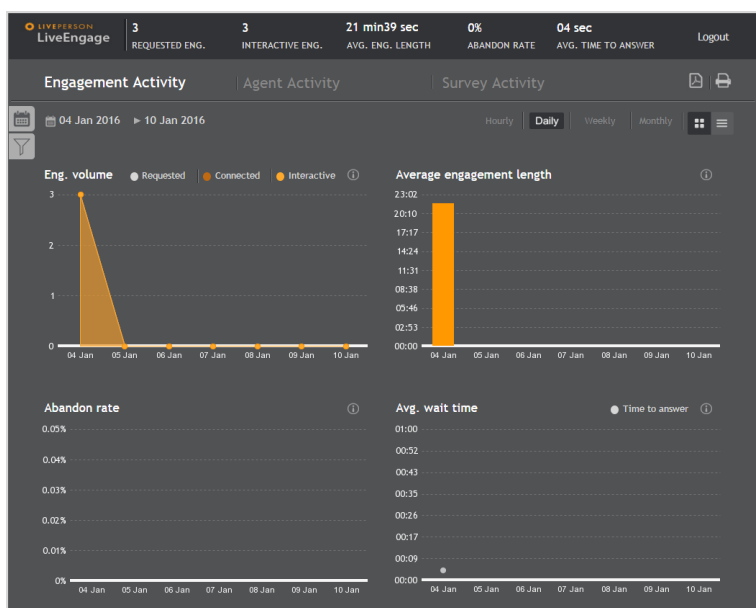 LIVEPERSON
LiveEngage
3
REQUESTED ENG.
3
INTERACTIVE ENG.
21 min39 sec
AVG. ENG. LENGTH
0%
ABANDON RATE
04 sec
AVG. TIME TO ANSWER
Logout
Engagement Activity
Agent Activity
Survey Activity
04 Jan 2016 ▶ 10 Jan 2016
Hourly
Daily
Weekly
Monthly
Eng. volume
Requested
Connected
Interactive
3
2
1
0
04 Jan 05 Jan 06 Jan 07 Jan 08 Jan 09 Jan 10 Jan
Average engagement length
23:02
20:10
17:17
14:24
11:31
08:38
05:46
02:53
00:00
04 Jan 05 Jan 06 Jan 07 Jan 08 Jan 09 Jan 10 Jan
Abandon rate
0.05%
0.04%
0.03%
0.02%
0.01%
0%
04 Jan 05 Jan 06 Jan 07 Jan 08 Jan 09 Jan 10 Jan
Avg. wait time
Time to answer
01:00
00:52
00:43
00:35
00:26
00:17
00:09
00:00
04 Jan 05 Jan 06 Jan 07 Jan 08 Jan 09 Jan 10 Jan